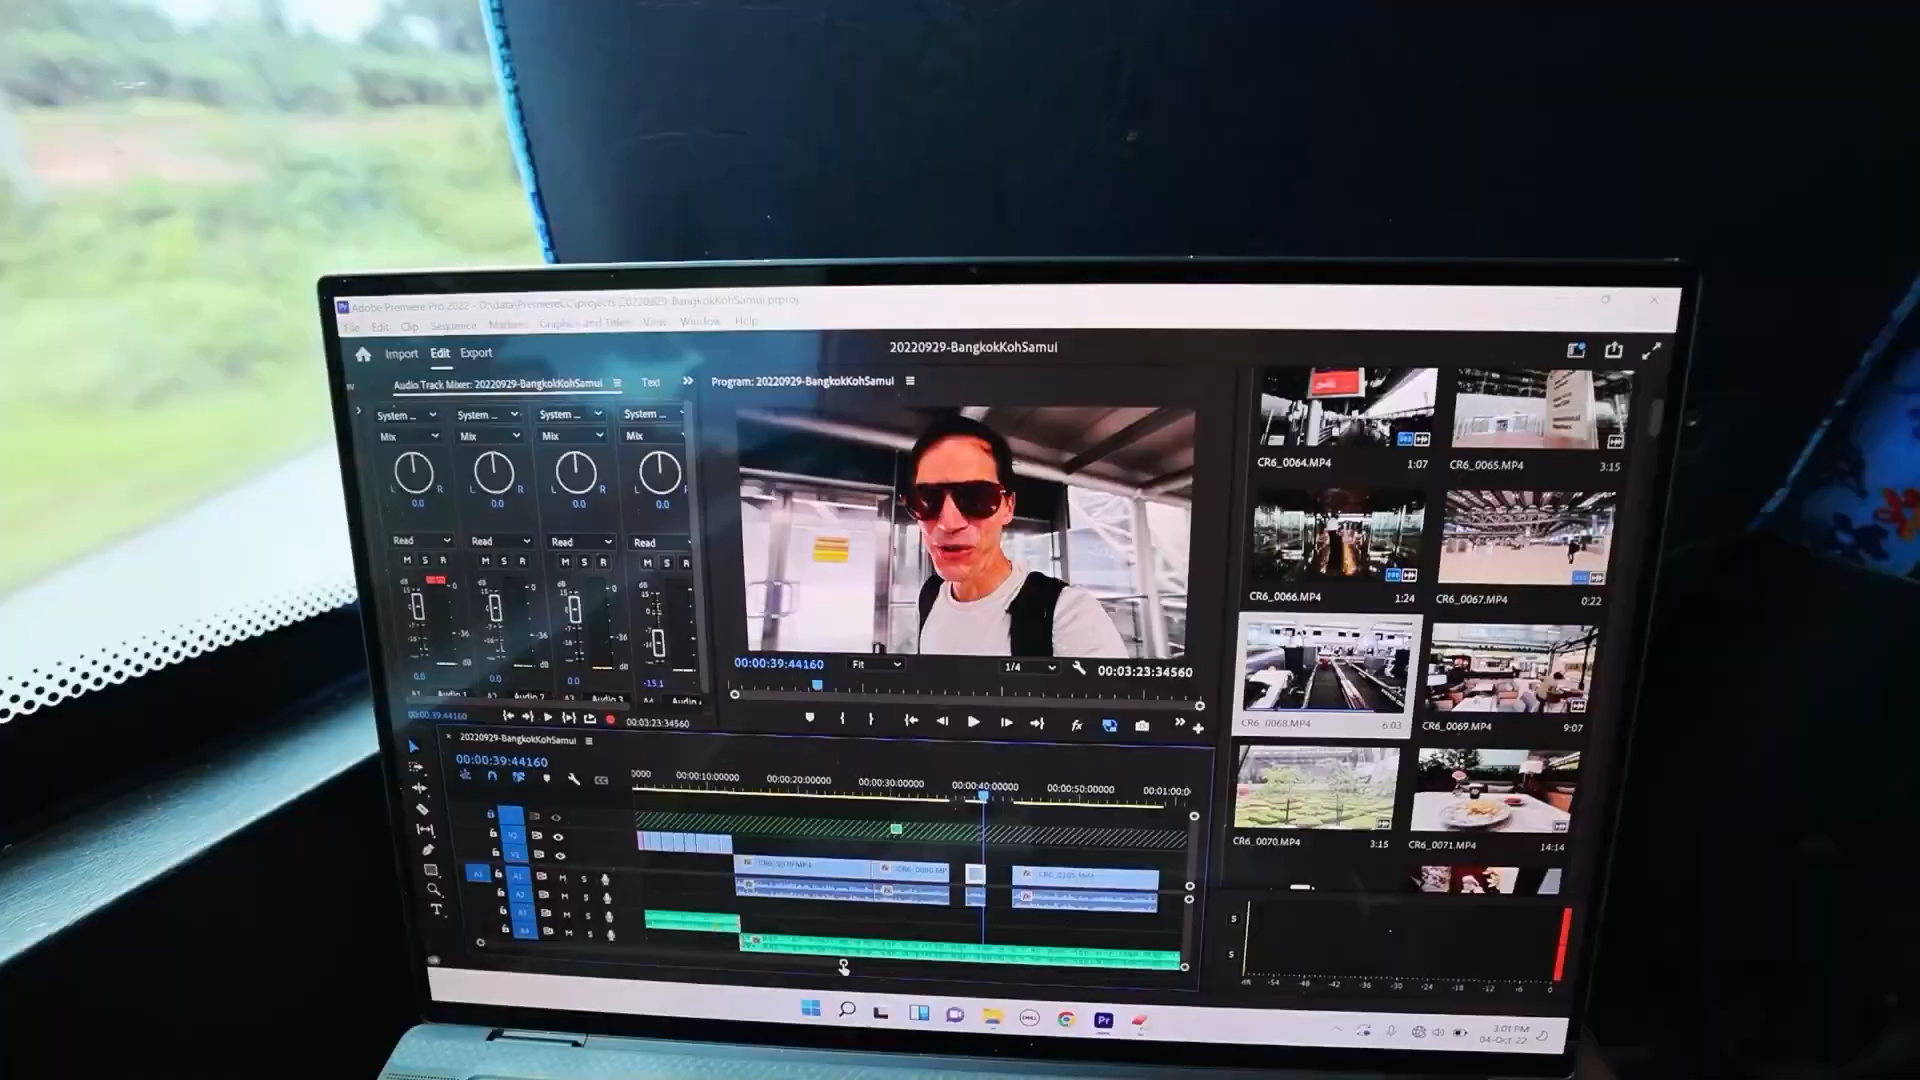 Adobe Premiere Pro 2022 - D:\data\PremiereCC\projects\20220929-BangkokKohSamui.prproj
File Edit Clip Sequence Markers Graphics and Titles View Window Help
Import Edit Export
20220929-BangkokKohSamui
Audio Track Mixer: 20220929-BangkokKohSamui
Text
Program: 20220929-BangkokKohSamui
System ... System ... System ... System ...
Mix Mix Mix Mix
L R L R L R L R
0.0 0.0 0.0 0.0
Read Read Read Read
M S R M S R M S R M S R
0.0 0.0 0.0 -15.1
A1 Audio 1 A2 Audio 2 A3 Audio 3 A4 Audio
00:00:39:44160 00:03:23:34560
00:00:39:44160 Fit 1/4 00:03:23:34560
CR6_0064.MP4 1:07
CR6_0065.MP4 3:15
CR6_0066.MP4 1:24
CR6_0067.MP4 0:22
CR6_0068.MP4 6:03
CR6_0069.MP4 9:07
CR6_0070.MP4 3:15
CR6_0071.MP4 14:14
20220929-BangkokKohSamui
00:00:39:44160
0000 00:00:10:00000 00:00:20:00000 00:00:30:00000 00:00:40:00000 00:00:50:00000 00:01:00:0
V2
V1
A1 A1 M S
A2 M S
A3 M S
A4 M S
S
S
dB -54 -48 -42 -36 -30 -24 -18 -12 -6 0
DELL
Pr
3:01 PM
04-Oct-22